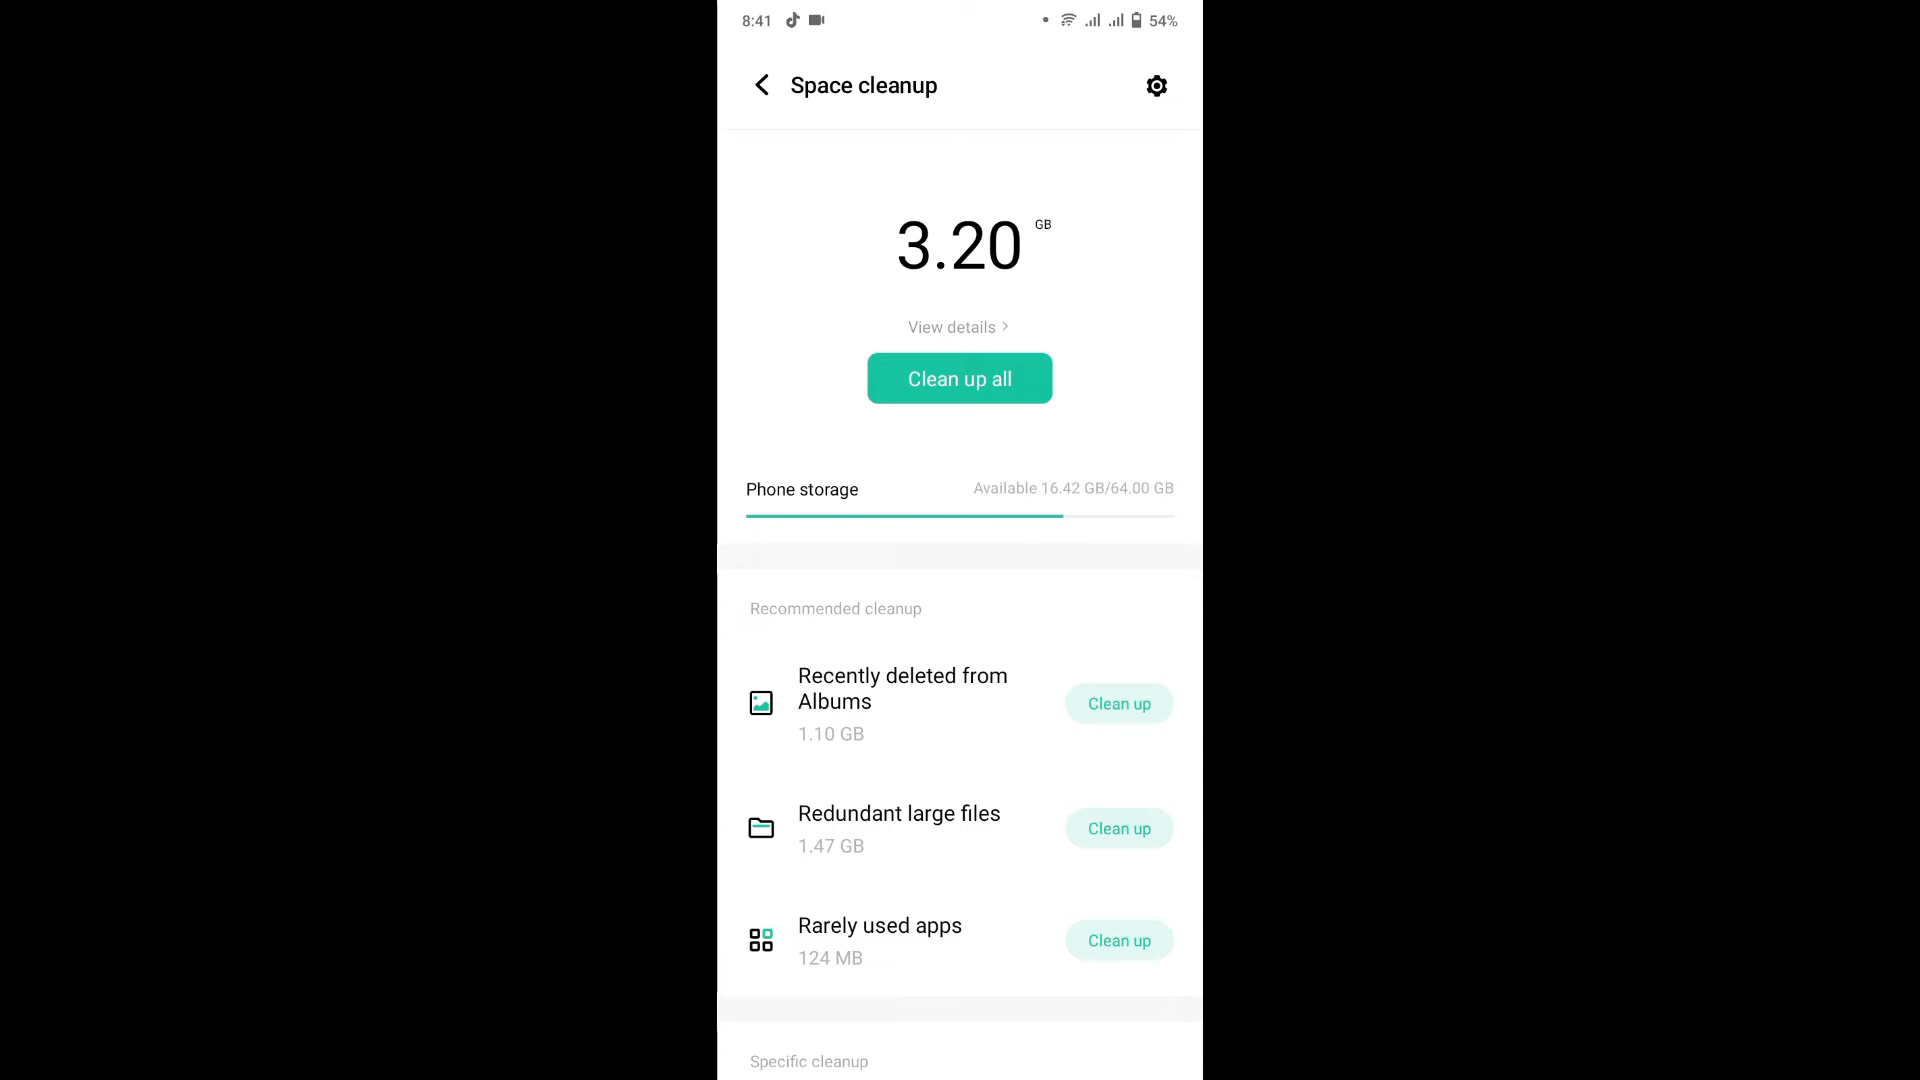 8:41
54%
Space cleanup
3.20 GB
View details
Clean up all
Phone storage
Available 16.42 GB/64.00 GB
Recommended cleanup
Recently deleted from
Albums
1.10 GB
Clean up
Redundant large files
1.47 GB
Clean up
Rarely used apps
124 MB
Clean up
Specific cleanup